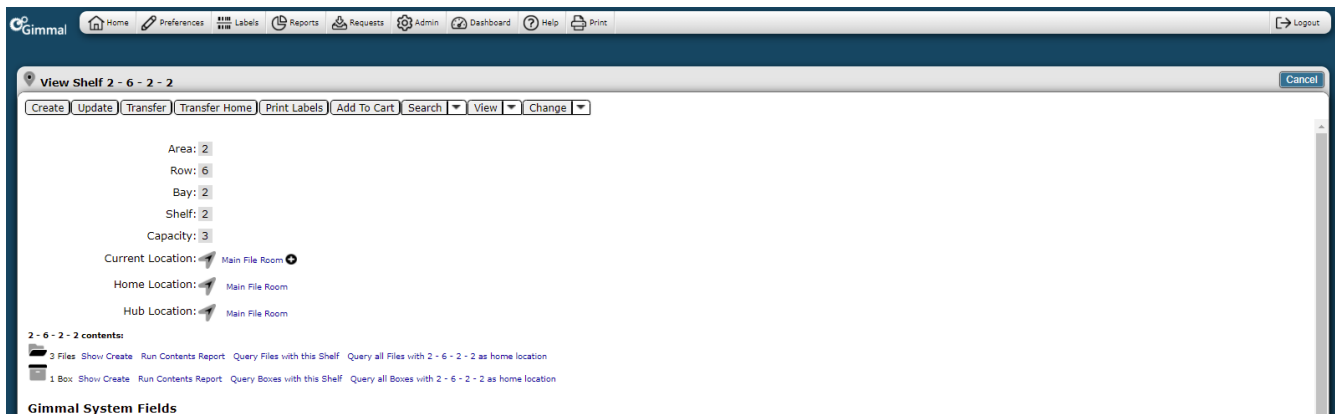 Gimmal Home Preferences Labels Reports Requests Admin Dashboard Help Print Logout
View Shelf 2 - 6 - 2 - 2 Cancel
Create Update Transfer Transfer Home Print Labels Add To Cart Search View Change
Area: 2
Row: 6
Bay: 2
Shelf: 2
Capacity: 3
Current Location: Main File Room
Home Location: Main File Room
Hub Location: Main File Room
2 - 6 - 2 - 2 contents:
3 Files Show Create Run Contents Report Query Files with this Shelf Query all Files with 2 - 6 - 2 - 2 as home location
1 Box Show Create Run Contents Report Query Boxes with this Shelf Query all Boxes with 2 - 6 - 2 - 2 as home location
Gimmal System Fields